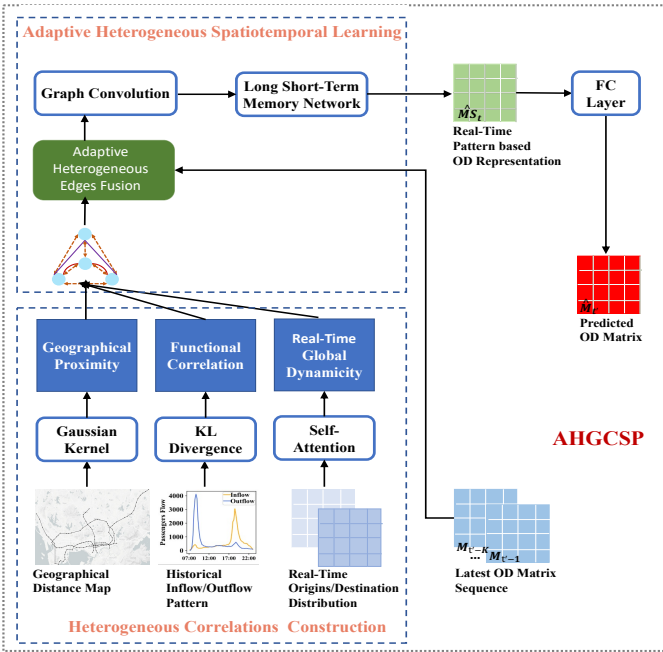 Adaptive Heterogeneous Spatiotemporal Learning
Graph Convolution
Long Short-Term
Memory Network
M̂S_t
Real-Time
Pattern based
OD Representation
FC
Layer
Adaptive
Heterogeneous
Edges Fusion
M̂_t
Predicted
OD Matrix
Geographical
Proximity
Functional
Correlation
Real-Time
Global
Dynamicity
Gaussian
Kernel
KL
Divergence
Self-
Attention
AHGCSP
Passengers Flow
4000
3000
2000
1000
0
07:00 12:00 17:00 22:00
Inflow
Outflow
Geographical
Distance Map
Historical
Inflow/Outflow
Pattern
Real-Time
Origins/Destination
Distribution
M_{t'-K}
... M_{t'-1}
Latest OD Matrix
Sequence
Heterogeneous Correlations Construction